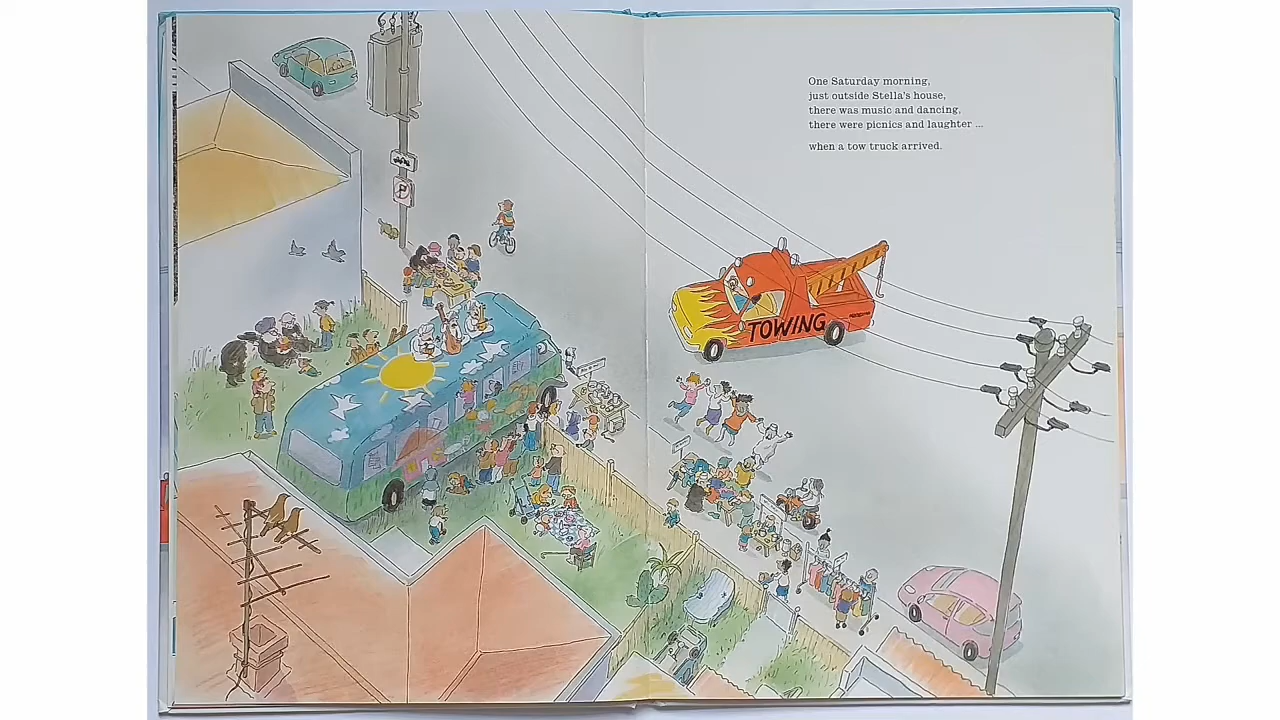 One Saturday morning,
just outside Stella's house,
there was music and dancing,
there were picnics and laughter ...
when a tow truck arrived.
P
TOWING